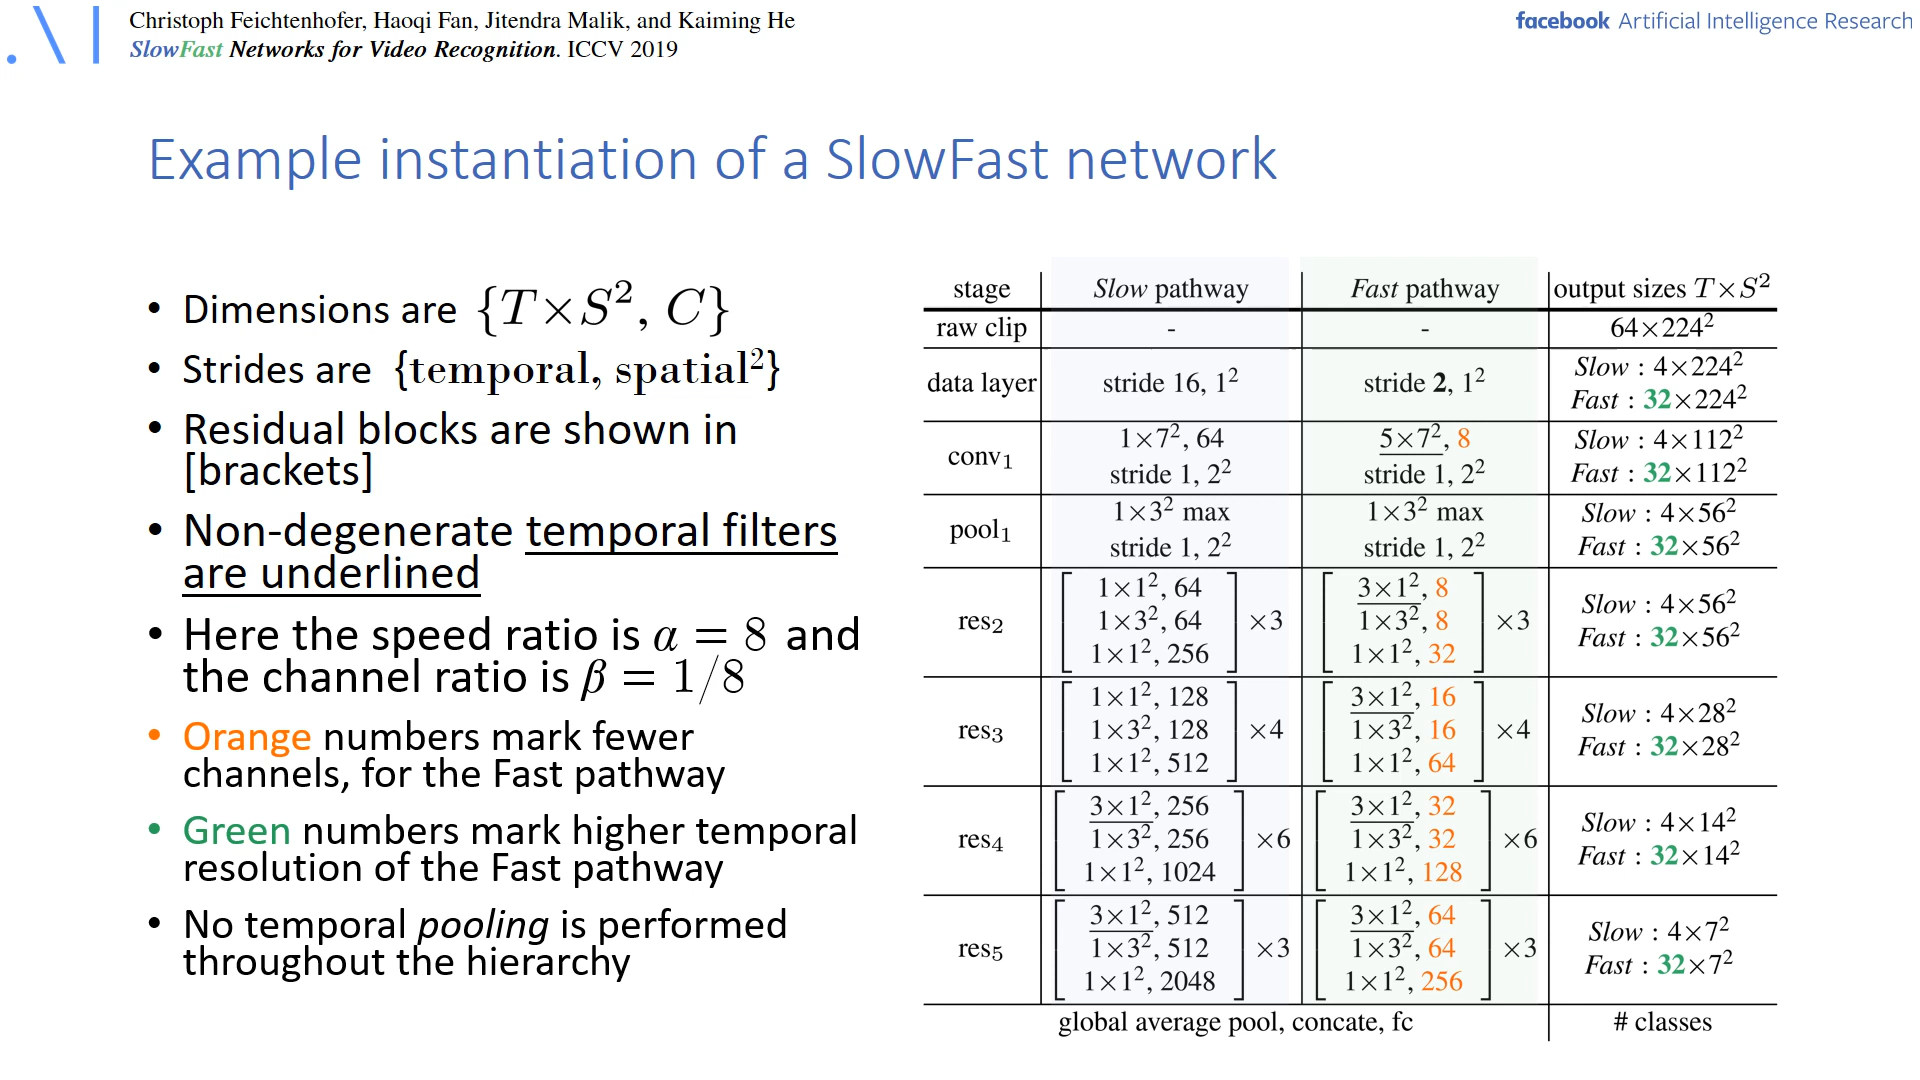 Christoph Feichtenhofer, Haoqi Fan, Jitendra Malik, and Kaiming He
SlowFast Networks for Video Recognition. ICCV 2019
facebook Artificial Intelligence Research
Example instantiation of a SlowFast network
• Dimensions are {T×S², C}
• Strides are {temporal, spatial²}
• Residual blocks are shown in
[brackets]
• Non-degenerate temporal filters
are underlined
• Here the speed ratio is α = 8 and
the channel ratio is β = 1/8
• Orange numbers mark fewer
channels, for the Fast pathway
• Green numbers mark higher temporal
resolution of the Fast pathway
• No temporal pooling is performed
throughout the hierarchy
stage Slow pathway Fast pathway output sizes T×S²
raw clip - - 64×224²
data layer stride 16, 1² stride 2, 1² Slow : 4×224²
Fast : 32×224²
conv₁ 1×7², 64 5×7², 8 Slow : 4×112²
stride 1, 2² stride 1, 2² Fast : 32×112²
pool₁ 1×3² max 1×3² max Slow : 4×56²
stride 1, 2² stride 1, 2² Fast : 32×56²
1×1², 64 3×1², 8
res₂ 1×3², 64 ×3 1×3², 8 ×3 Slow : 4×56²
1×1², 256 1×1², 32 Fast : 32×56²
1×1², 128 3×1², 16
res₃ 1×3², 128 ×4 1×3², 16 ×4 Slow : 4×28²
1×1², 512 1×1², 64 Fast : 32×28²
3×1², 256 3×1², 32
res₄ 1×3², 256 ×6 1×3², 32 ×6 Slow : 4×14²
1×1², 1024 1×1², 128 Fast : 32×14²
3×1², 512 3×1², 64
res₅ 1×3², 512 ×3 1×3², 64 ×3 Slow : 4×7²
1×1², 2048 1×1², 256 Fast : 32×7²
global average pool, concate, fc # classes